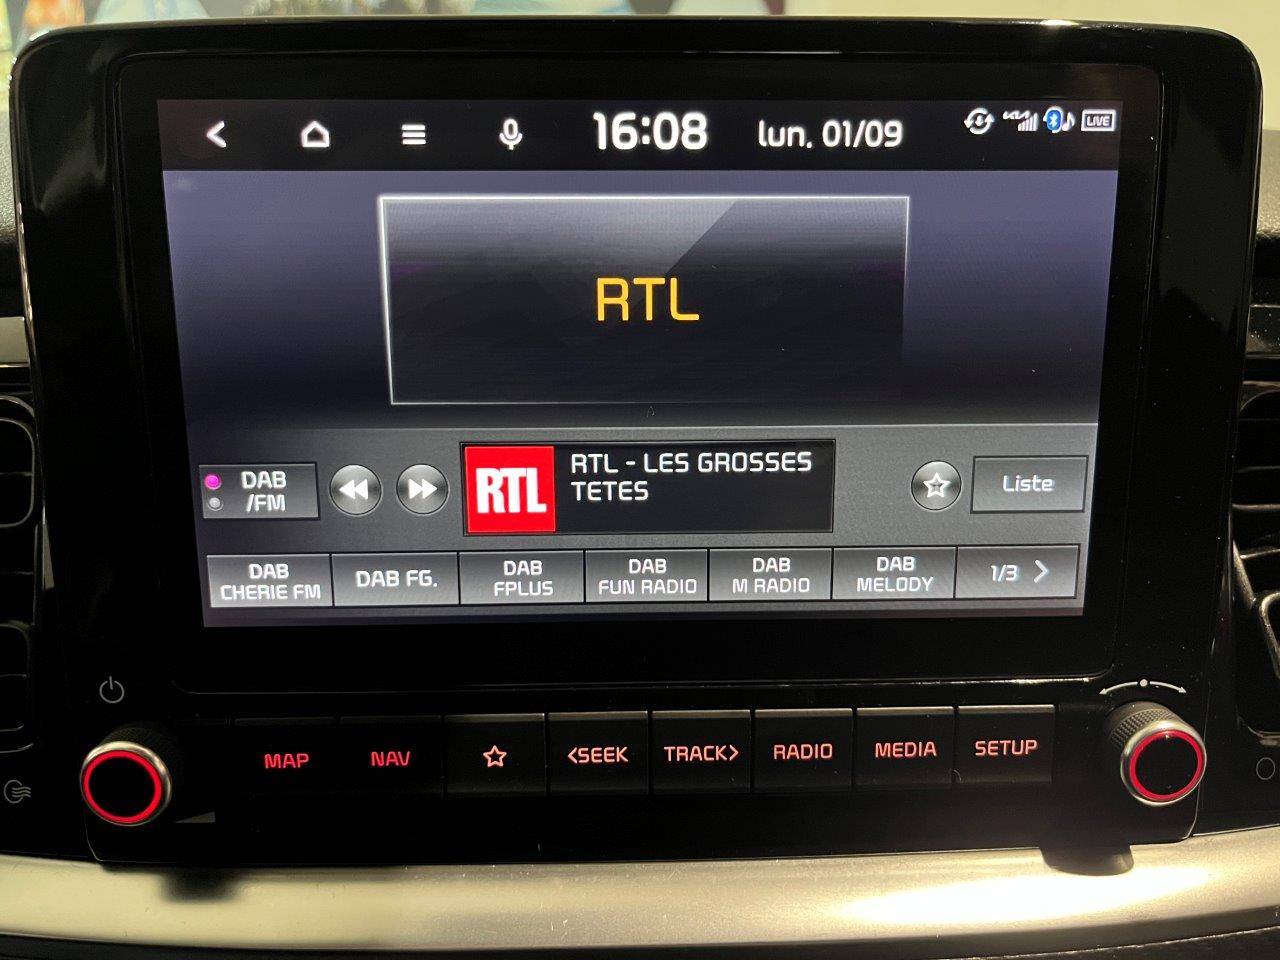 16:08 lun. 01/09 LIVE
RTL
DAB
/FM
RTL
RTL - LES GROSSES
TETES
Liste
DAB
CHERIE FM
DAB FG.
DAB
FPLUS
DAB
FUN RADIO
DAB
M RADIO
DAB
MELODY
1/3 >
MAP NAV <SEEK TRACK> RADIO MEDIA SETUP